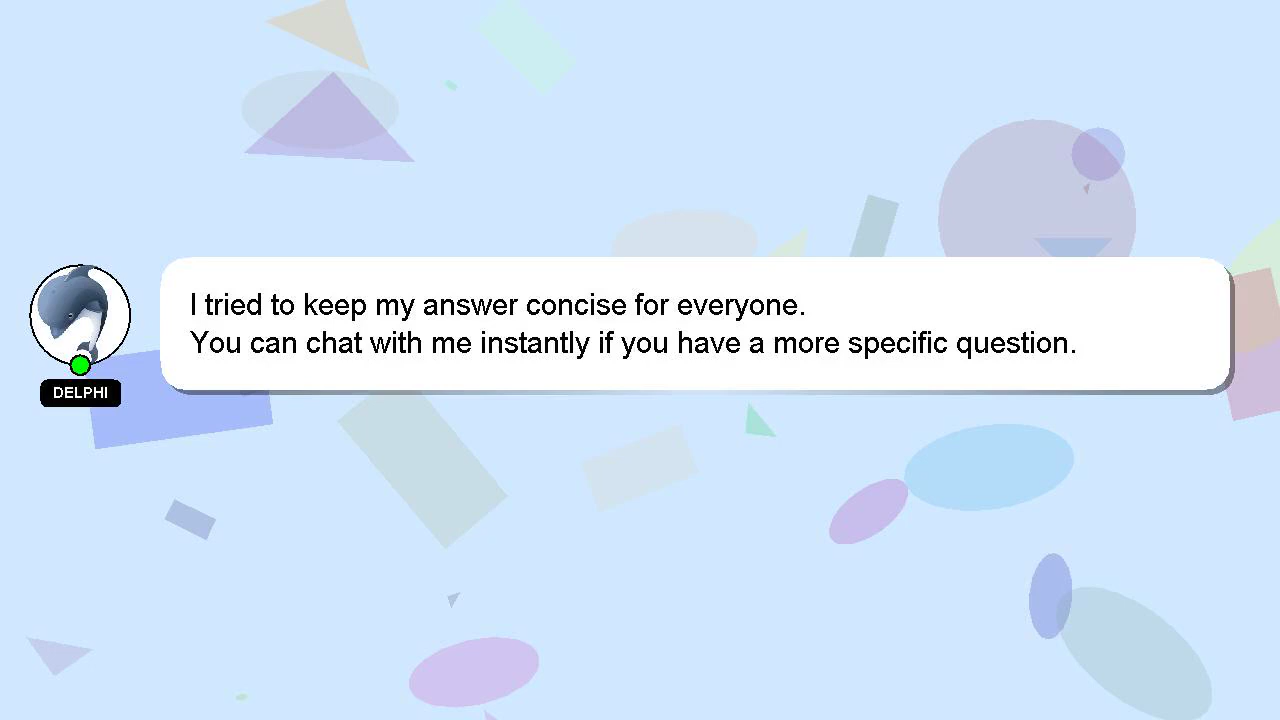 I tried to keep my answer concise for everyone.
You can chat with me instantly if you have a more specific question.
DELPHI